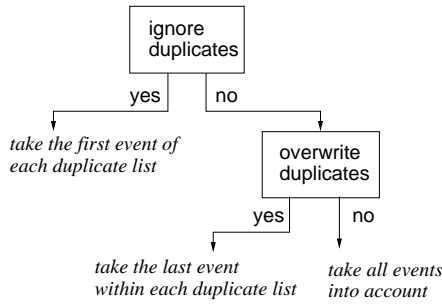 ignore
duplicates
yes
no
take the first event of
each duplicate list
overwrite
duplicates
yes
no
take the last event
within each duplicate list
take all events
into account